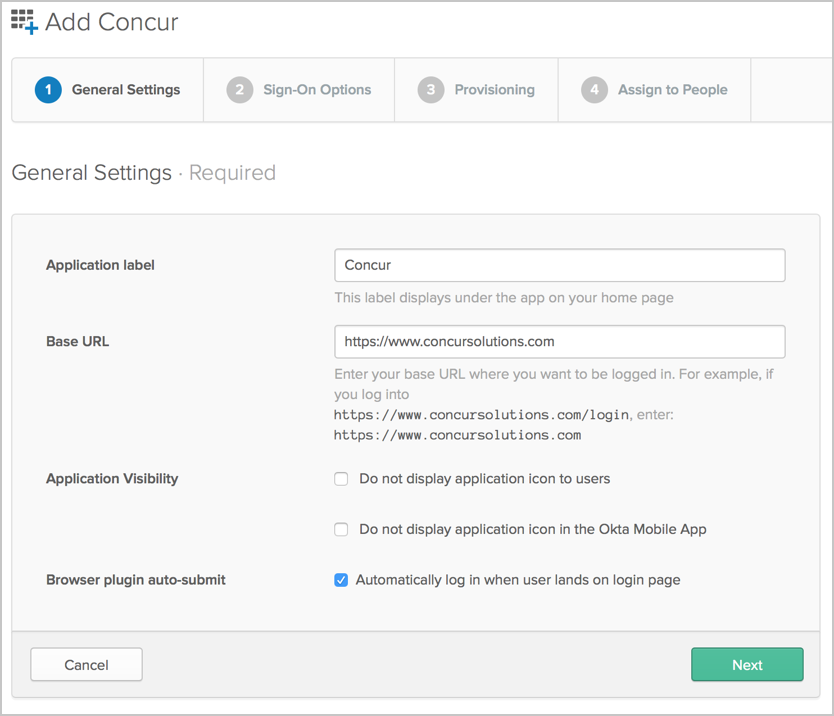 Add Concur
1 General Settings
2 Sign-On Options
3 Provisioning
4 Assign to People
General Settings · Required
Application label
Concur
This label displays under the app on your home page
Base URL
https://www.concursolutions.com
Enter your base URL where you want to be logged in. For example, if
you log into
https://www.concursolutions.com/login, enter:
https://www.concursolutions.com
Application Visibility
Do not display application icon to users
Do not display application icon in the Okta Mobile App
Browser plugin auto-submit
Automatically log in when user lands on login page
Cancel
Next